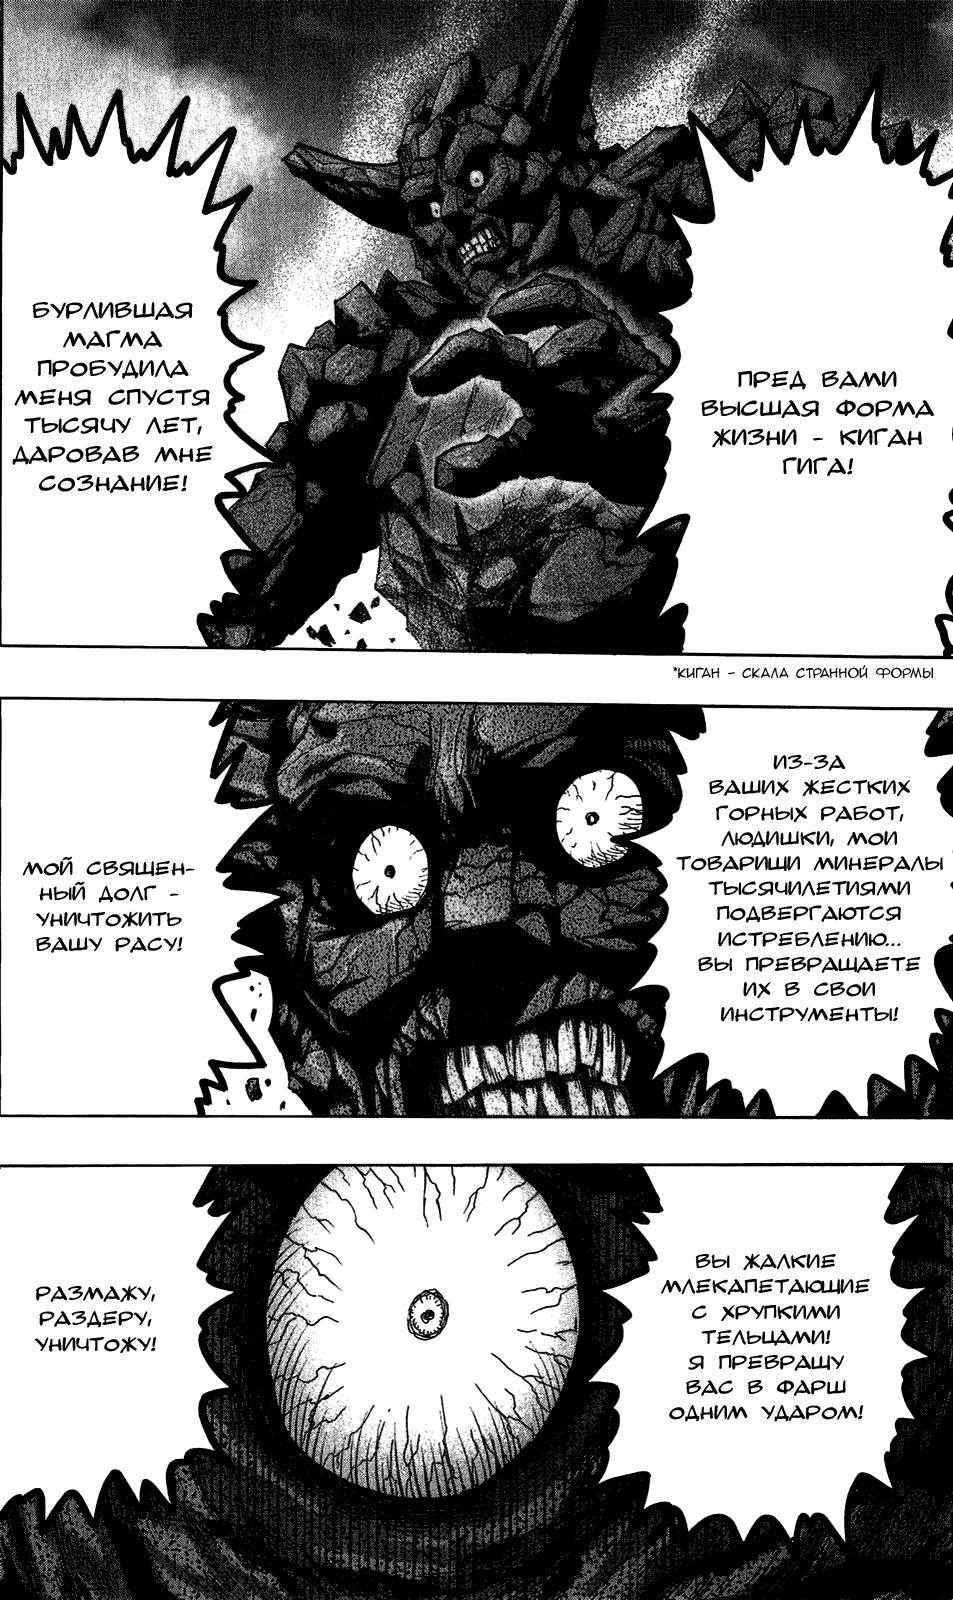 ПРЕД ВАМИ
ВЫСШАЯ ФОРМА
ЖИЗНИ - КИГАН
ГИГА!
БУРЛИВШАЯ
МАГМА
ПРОБУДИЛА
МЕНЯ СПУСТЯ
ТЫСЯЧУ ЛЕТ,
ДАРОВАВ МНЕ
СОЗНАНИЕ!
*КИГАН - СКАЛА СТРАННОЙ ФОРМЫ
ИЗ-ЗА
ВАШИХ ЖЕСТКИХ
ГОРНЫХ РАБОТ,
ЛЮДИШКИ, МОИ
ТОВАРИЩИ МИНЕРАЛЫ
ТЫСЯЧИЛЕТИЯМИ
ПОДВЕРГАЮТСЯ
ИСТРЕБЛЕНИЮ...
ВЫ ПРЕВРАЩАЕТЕ
ИХ В СВОИ
ИНСТРУМЕНТЫ!
МОЙ СВЯЩЕН-
НЫЙ ДОЛГ -
УНИЧТОЖИТЬ
ВАШУ РАСУ!
ВЫ ЖАЛКИЕ
МЛЕКАПЕТАЮЩИЕ
С ХРУПКИМИ
ТЕЛЬЦАМИ!
Я ПРЕВРАЩУ
ВАС В ФАРШ
ОДНИМ УДАРОМ!
РАЗМАЖУ,
РАЗДЕРУ,
УНИЧТОЖУ!